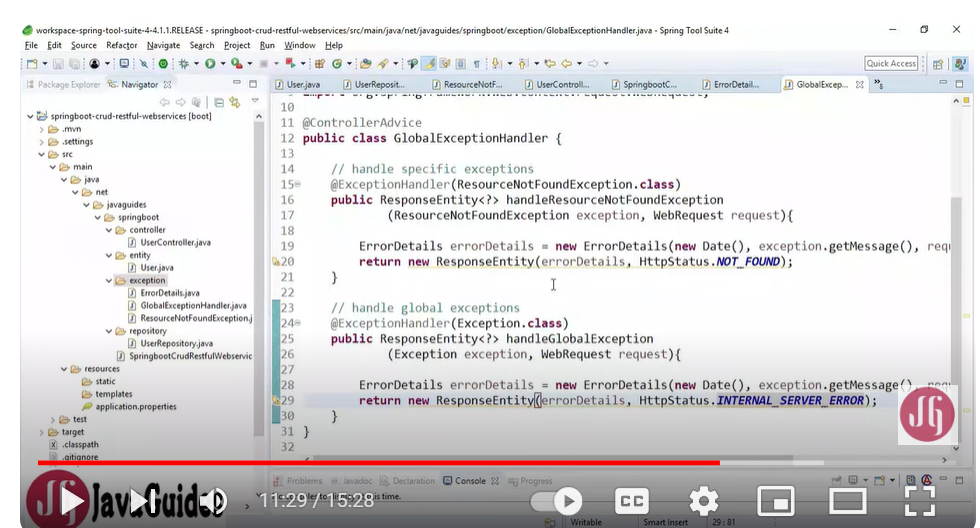 workspace-spring-tool-suite-4-4.1.1.RELEASE - springboot-crud-restful-webservices/src/main/java/net/javaguides/springboot/exception/GlobalExceptionHandler.java - Spring Tool Suite 4
File Edit Source Refactor Navigate Search Project Run Window Help
Quick Access
Package Explorer Navigator
User.java UserReposit... ResourceNotF... UserControll... SpringbootC... ErrorDetail... GlobalExcep...
springboot-crud-restful-webservices [boot]
.mvn
.settings
src
main
java
net
javaguides
springboot
controller
UserController.java
entity
User.java
exception
ErrorDetails.java
GlobalExceptionHandler.java
ResourceNotFoundException.j
repository
UserRepository.java
SpringbootCrudRestfulWebservic
resources
static
templates
application.properties
test
target
.classpath
.gitignore
10
11 @ControllerAdvice
12 public class GlobalExceptionHandler {
13
14 // handle specific exceptions
15 @ExceptionHandler(ResourceNotFoundException.class)
16 public ResponseEntity<?> handleResourceNotFoundException
17 (ResourceNotFoundException exception, WebRequest request){
18
19 ErrorDetails errorDetails = new ErrorDetails(new Date(), exception.getMessage(), requ
20 return new ResponseEntity(errorDetails, HttpStatus.NOT_FOUND);
21 }
22
23 // handle global exceptions
24 @ExceptionHandler(Exception.class)
25 public ResponseEntity<?> handleGlobalException
26 (Exception exception, WebRequest request){
27
28 ErrorDetails errorDetails = new ErrorDetails(new Date(), exception.getMessage(), requ
29 return new ResponseEntity(errorDetails, HttpStatus.INTERNAL_SERVER_ERROR);
30 }
31 }
32
Problems Javadoc Declaration Console Progress
time.
JavaGuides
11:29 / 15:28
CC
Writable Smart Insert 29 : 81